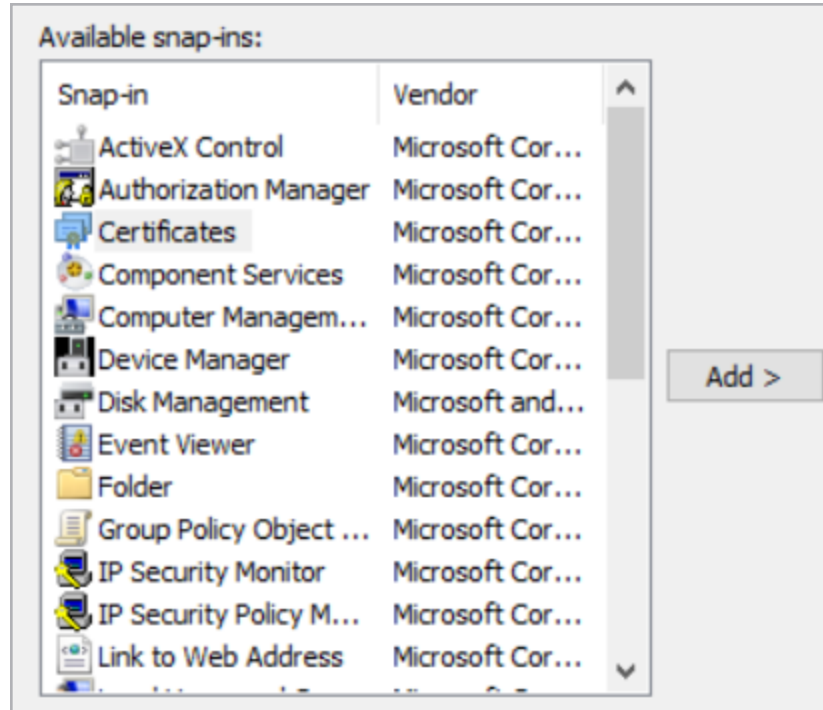 Available snap-ins:
Snap-in Vendor
ActiveX Control Microsoft Cor...
Authorization Manager Microsoft Cor...
Certificates Microsoft Cor...
Component Services Microsoft Cor...
Computer Managem... Microsoft Cor...
Device Manager Microsoft Cor...
Disk Management Microsoft and...
Event Viewer Microsoft Cor...
Folder Microsoft Cor...
Group Policy Object ... Microsoft Cor...
IP Security Monitor Microsoft Cor...
IP Security Policy M... Microsoft Cor...
Link to Web Address Microsoft Cor...
Add >